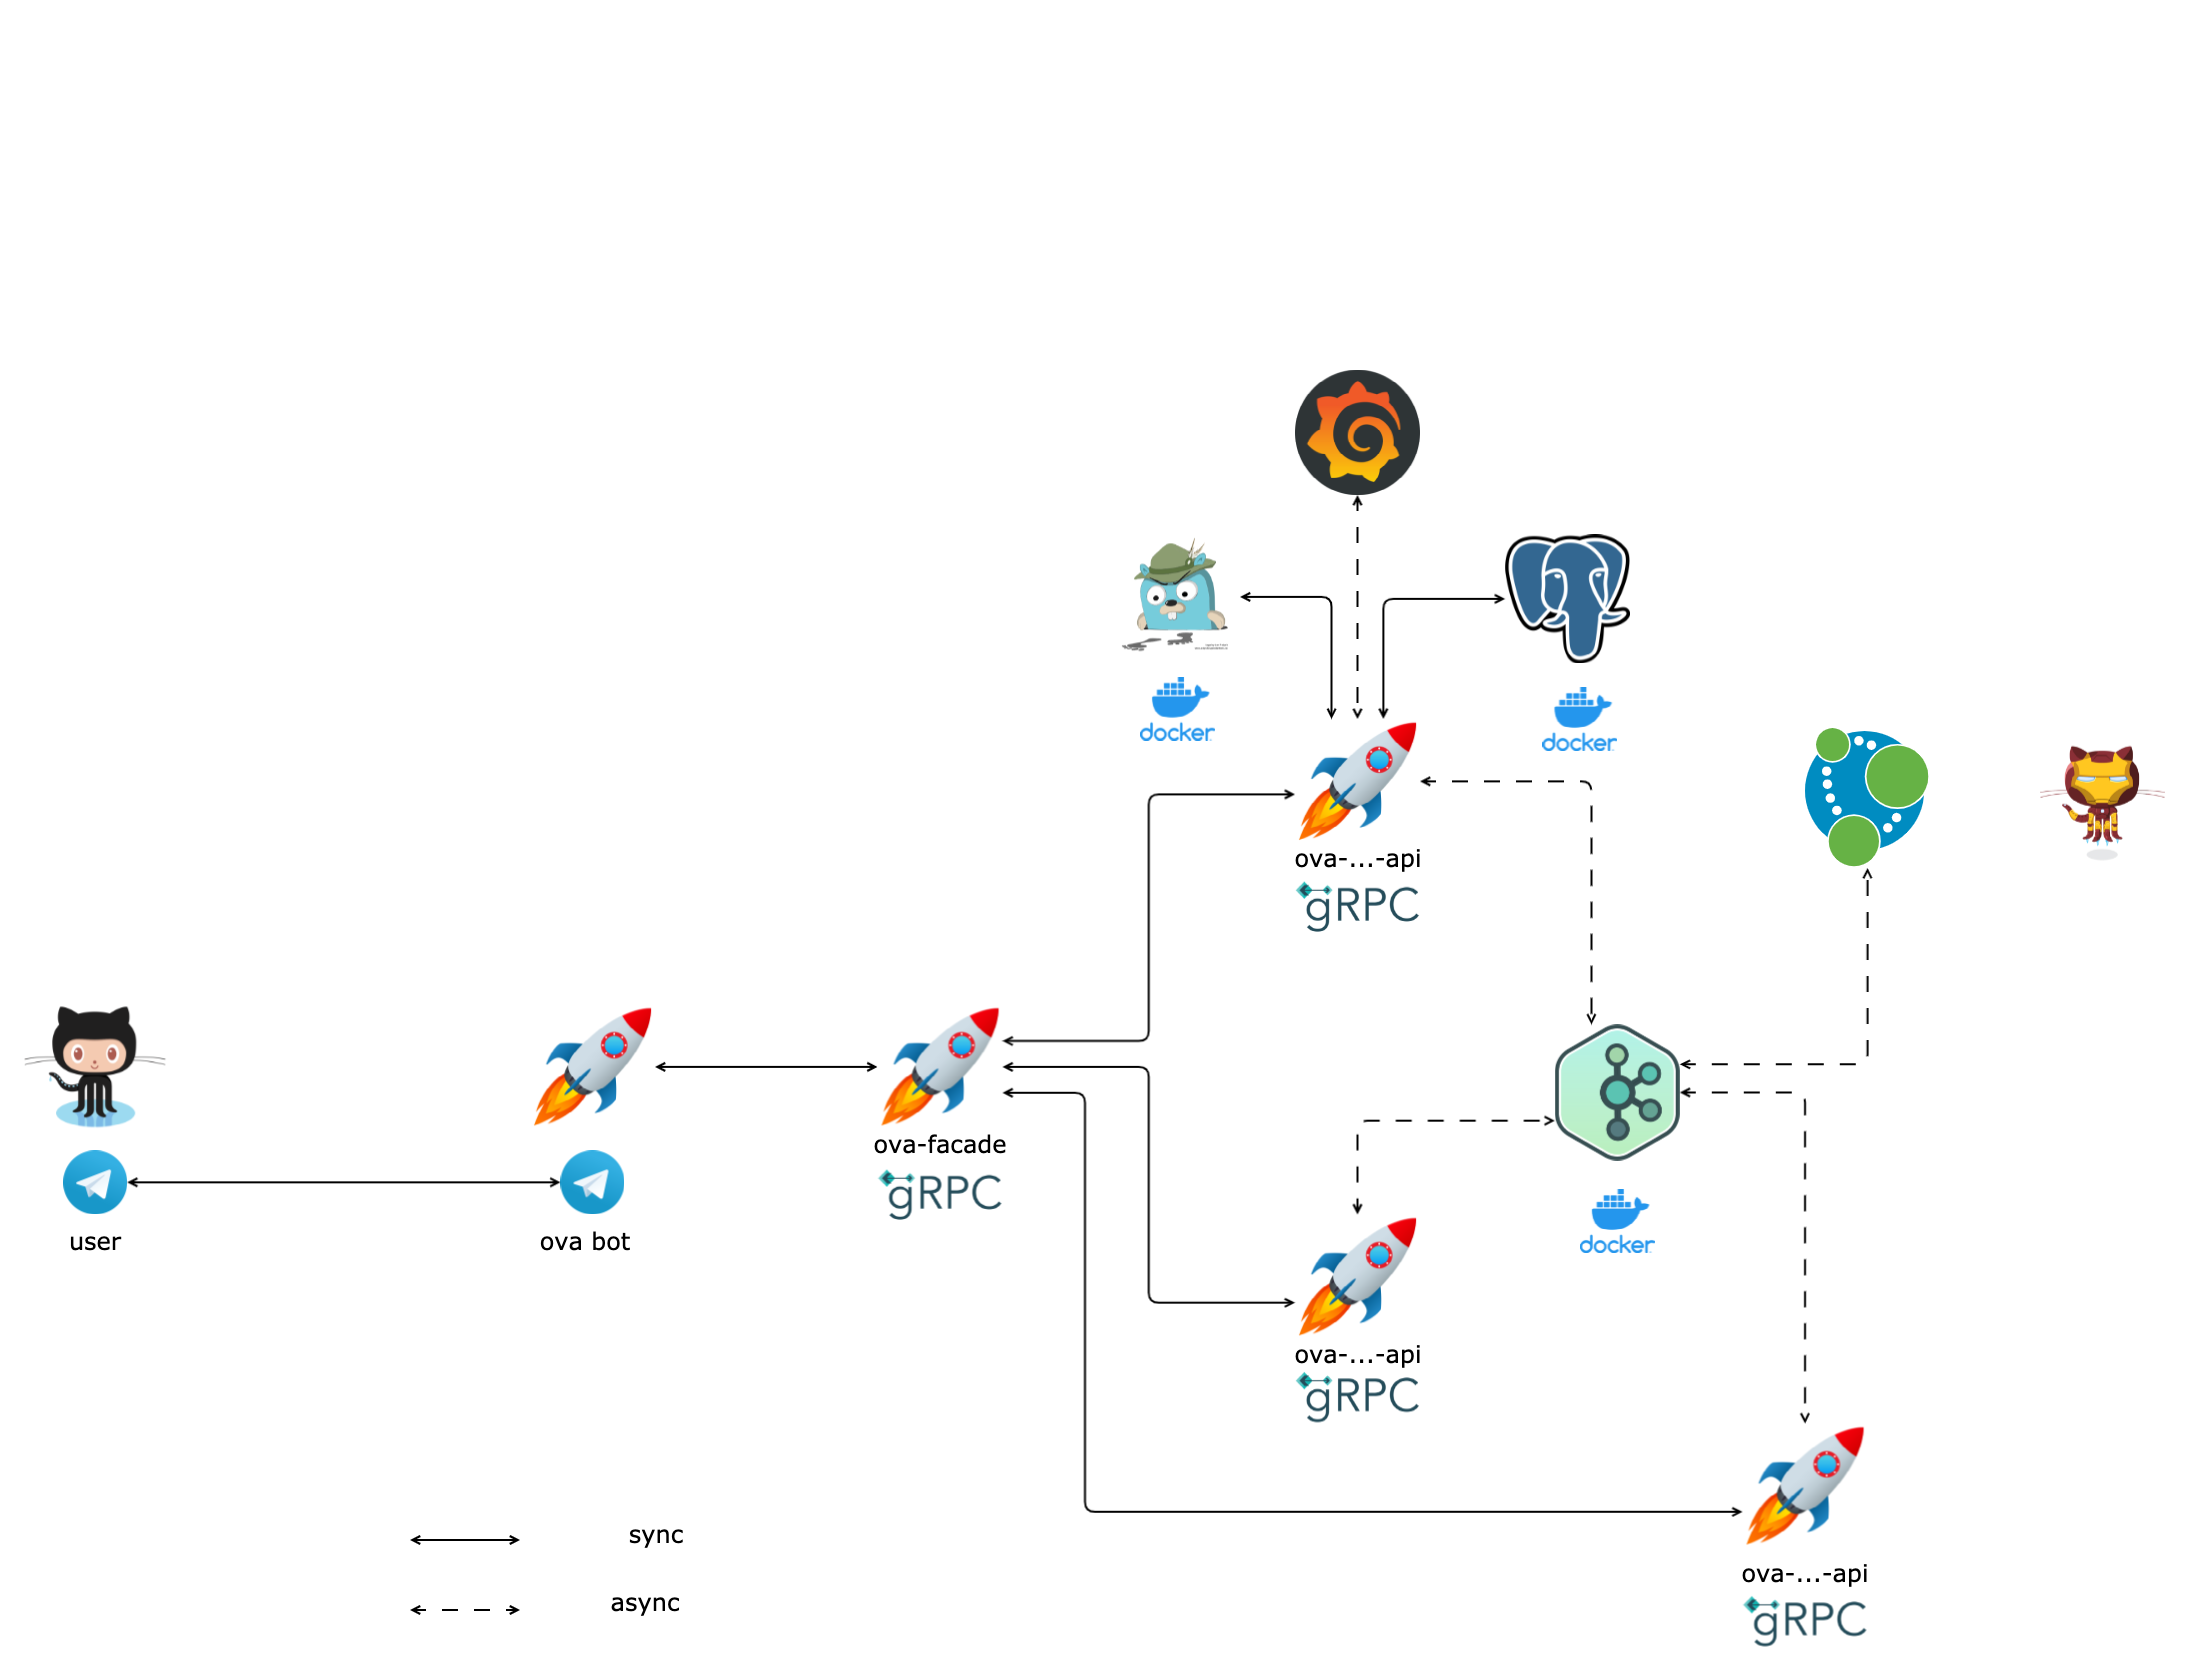 docker
docker
ova-...-api
gRPC
ova-facade
gRPC
user
ova bot
docker
ova-...-api
gRPC
sync
async
ova-...-api
gRPC